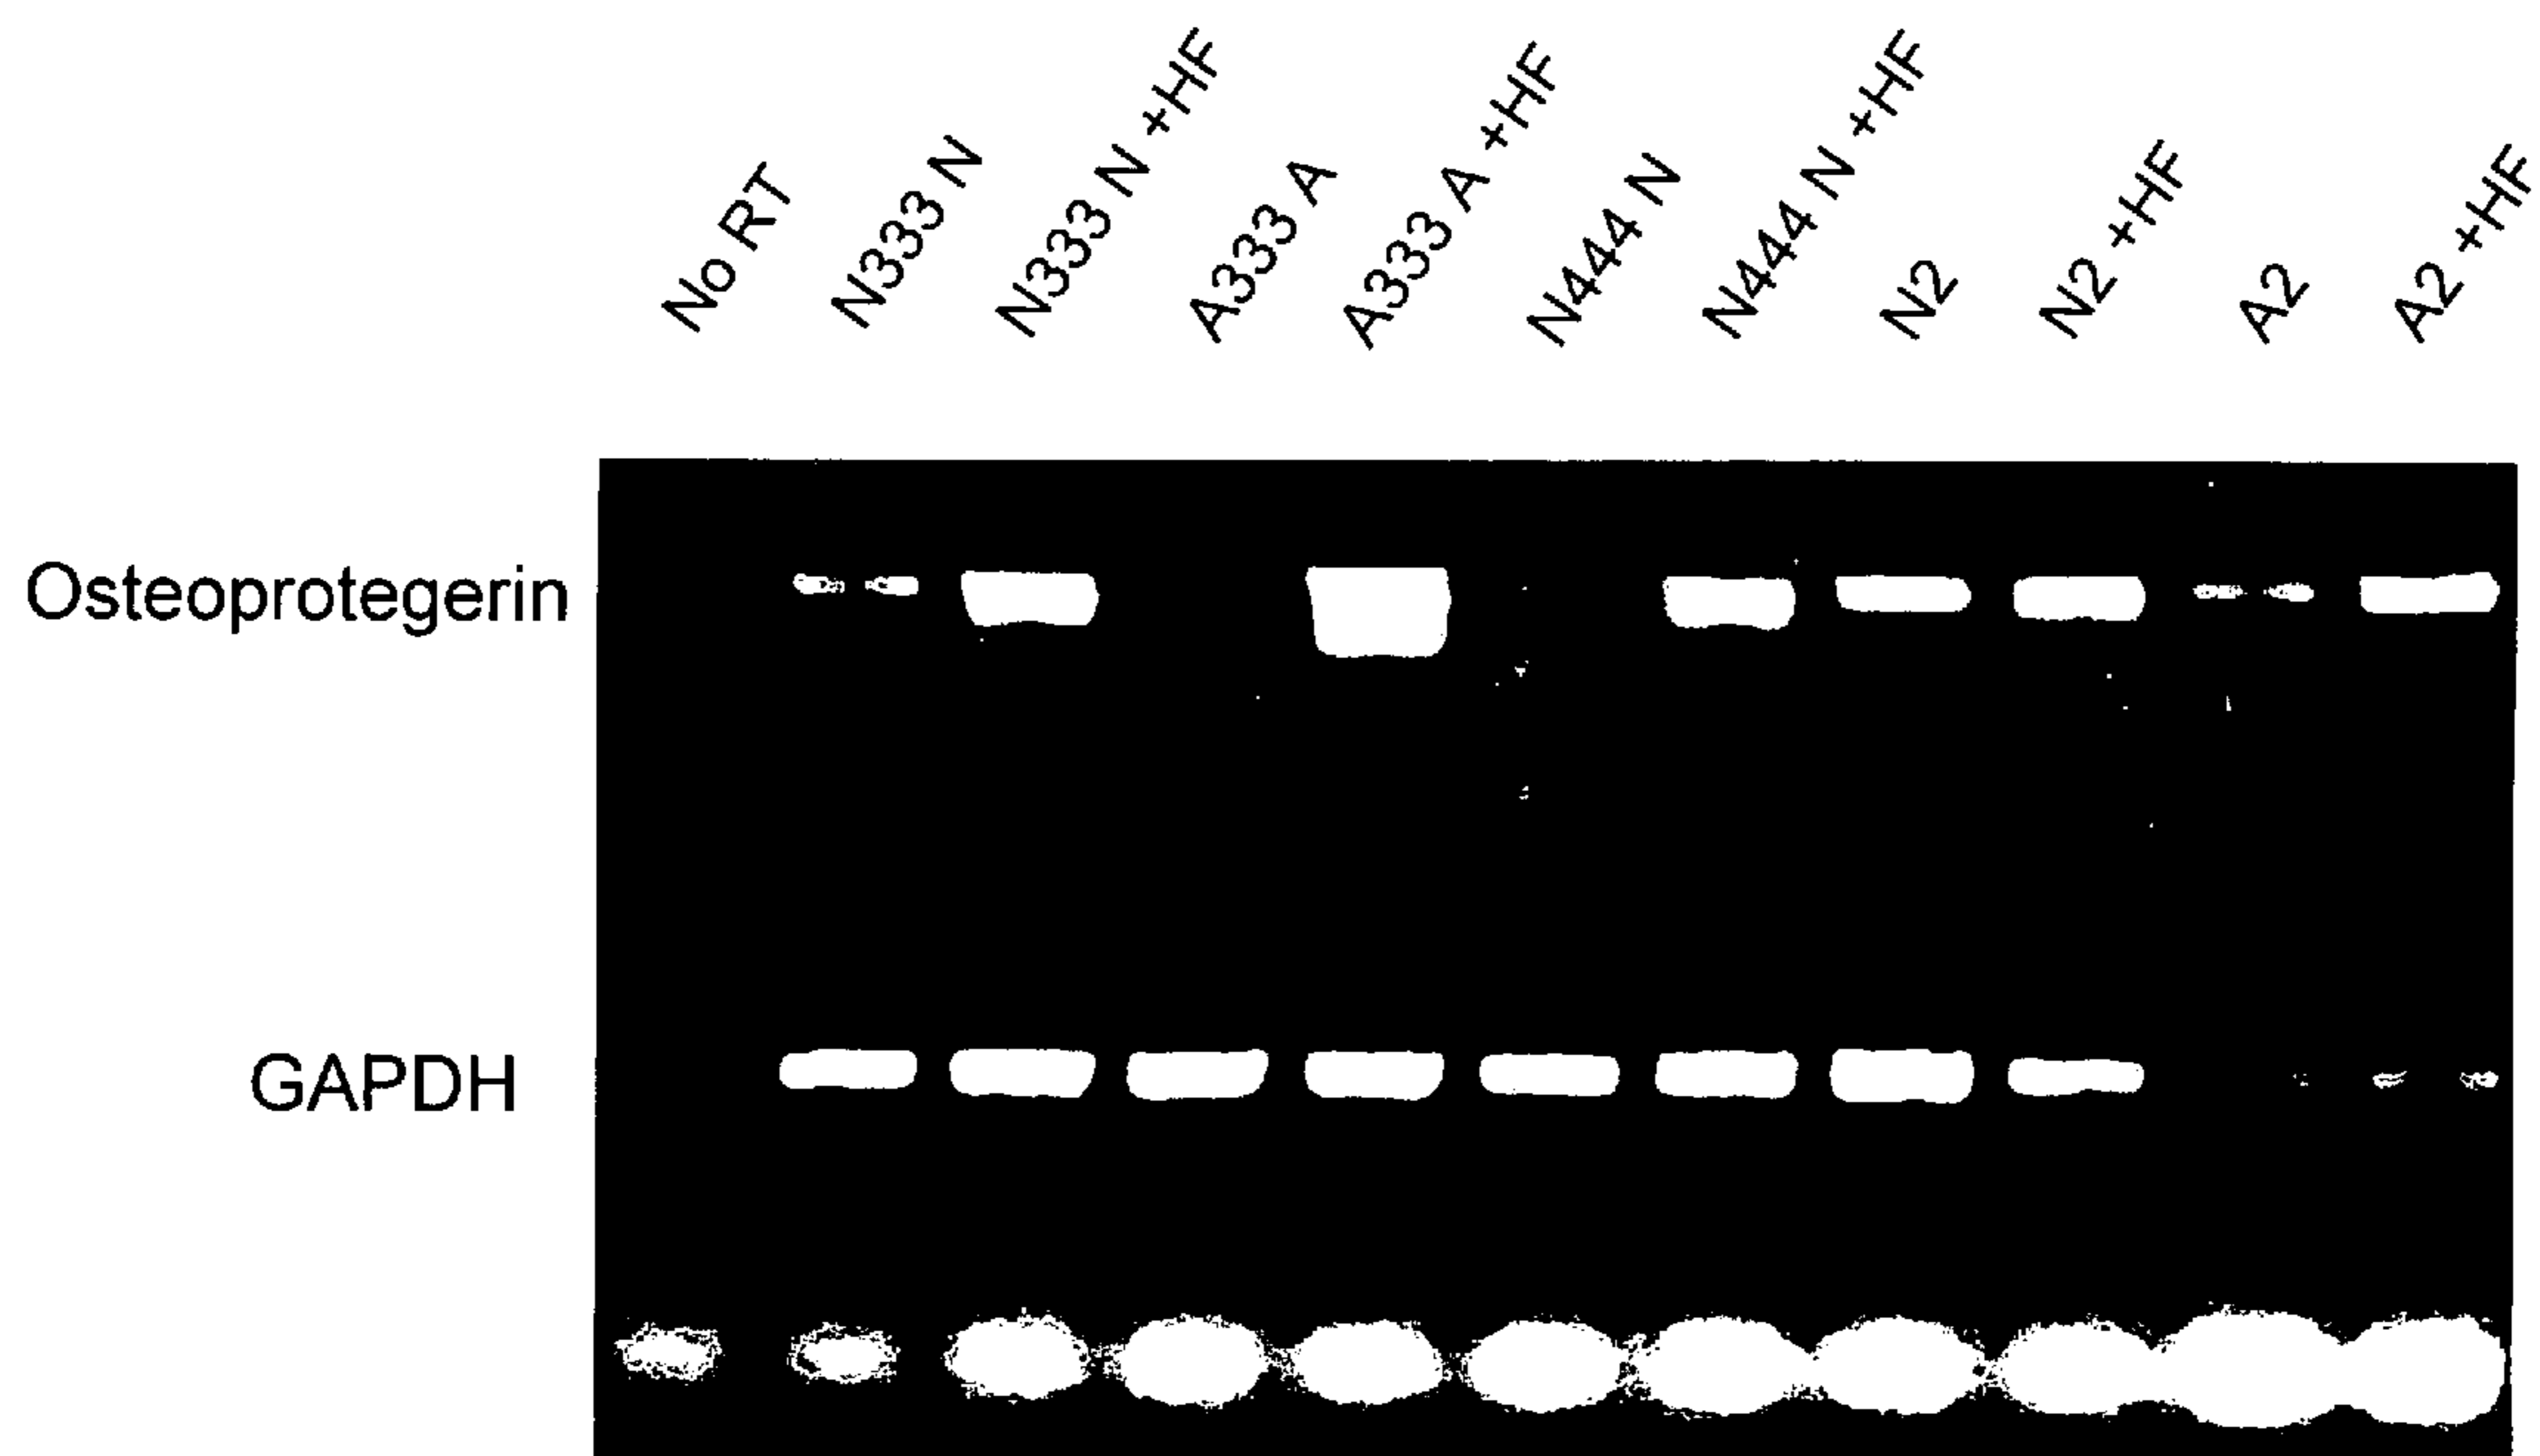 No RT
N333 N
N333 N +HF
A333 A
A333 A +HF
N444 N
N444 N +HF
N2
N2 +HF
A2
A2 +HF
Osteoprotegerin
GAPDH